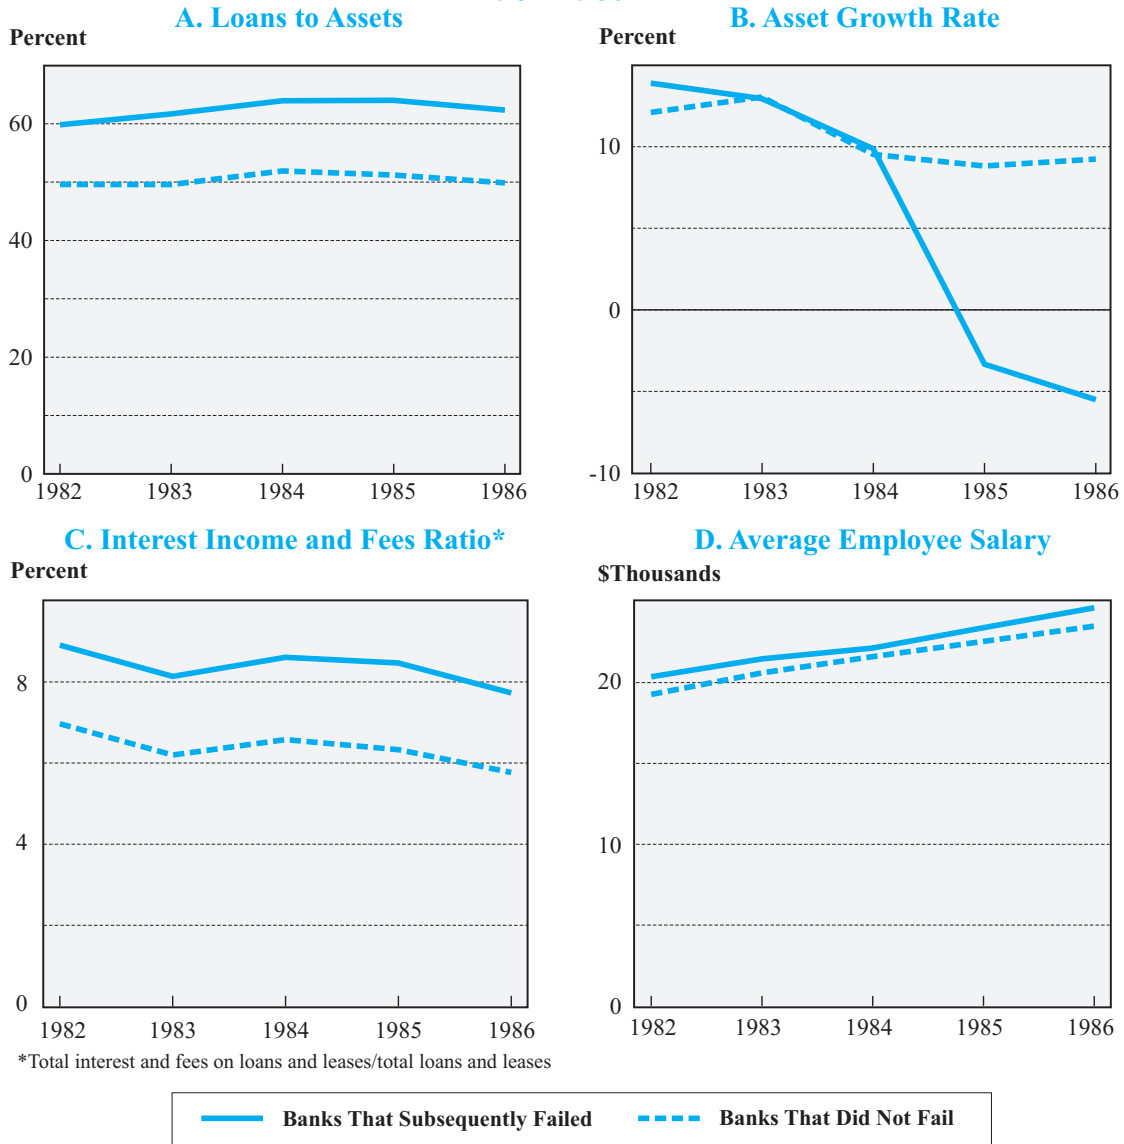 A. Loans to Assets
Percent
60
40
20
0
1982 1983 1984 1985 1986
B. Asset Growth Rate
Percent
10
0
-10
1982 1983 1984 1985 1986
C. Interest Income and Fees Ratio*
Percent
8
4
0
1982 1983 1984 1985 1986
*Total interest and fees on loans and leases/total loans and leases
D. Average Employee Salary
$Thousands
20
10
0
1982 1983 1984 1985 1986
Banks That Subsequently Failed Banks That Did Not Fail